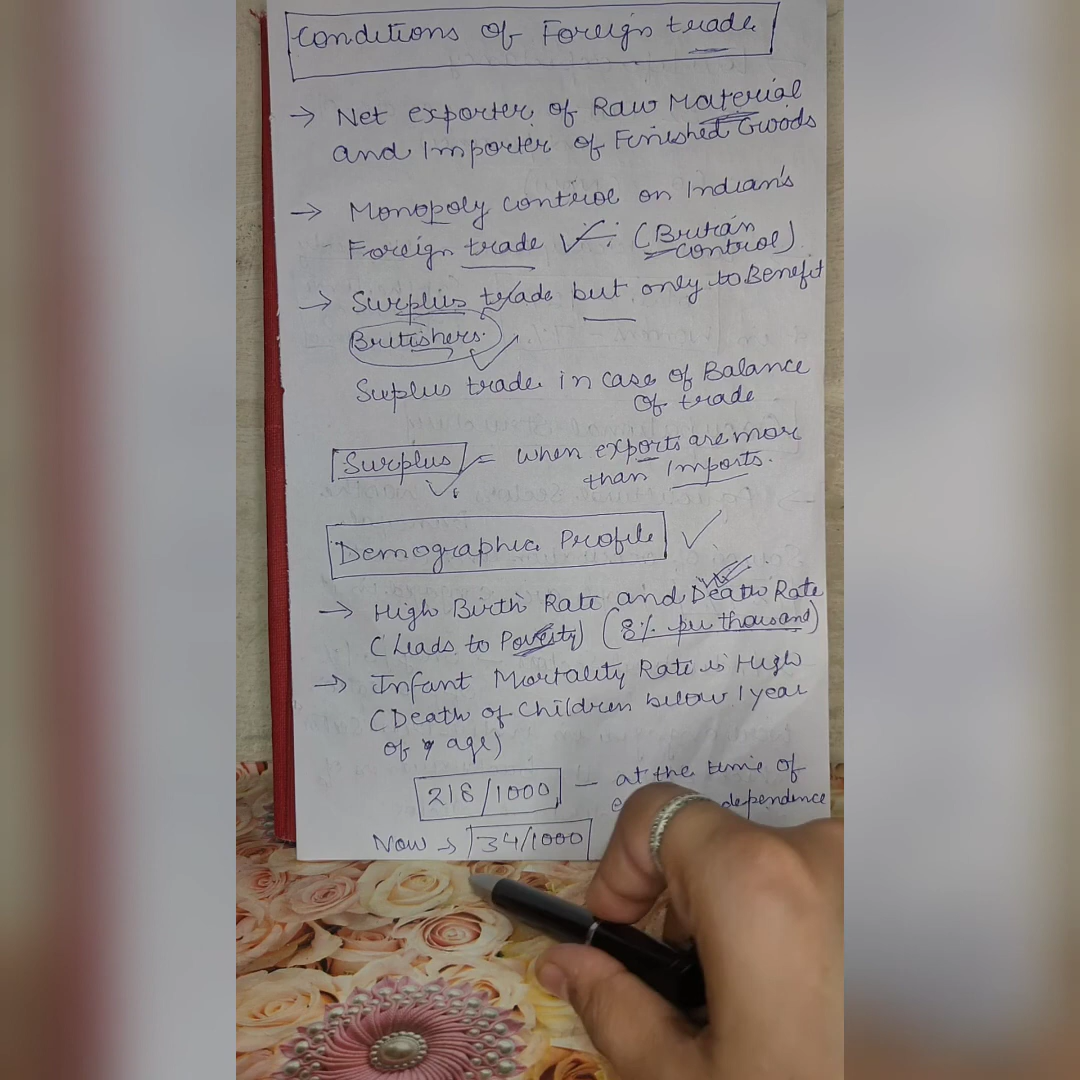 Conditions of Foreign trade
→ Net exporter of Raw Material
and Importer of Finished Goods
→ Monopoly control on Indian's
Foreign trade (Britain
control)
→ Surplus trade but only to Benefit
Britishers.
Suplus trade in case of Balance
of trade
Surplus = when exports are more
than Imports.
Demographic Profile
→ High Birth Rate and Death Rate
(leads to Poverty) (8% per thousand)
→ Infant Mortality Rate is High
(Death of Children below 1 year
of age)
218/1000 – at the time of
dependence
Now → 34/1000